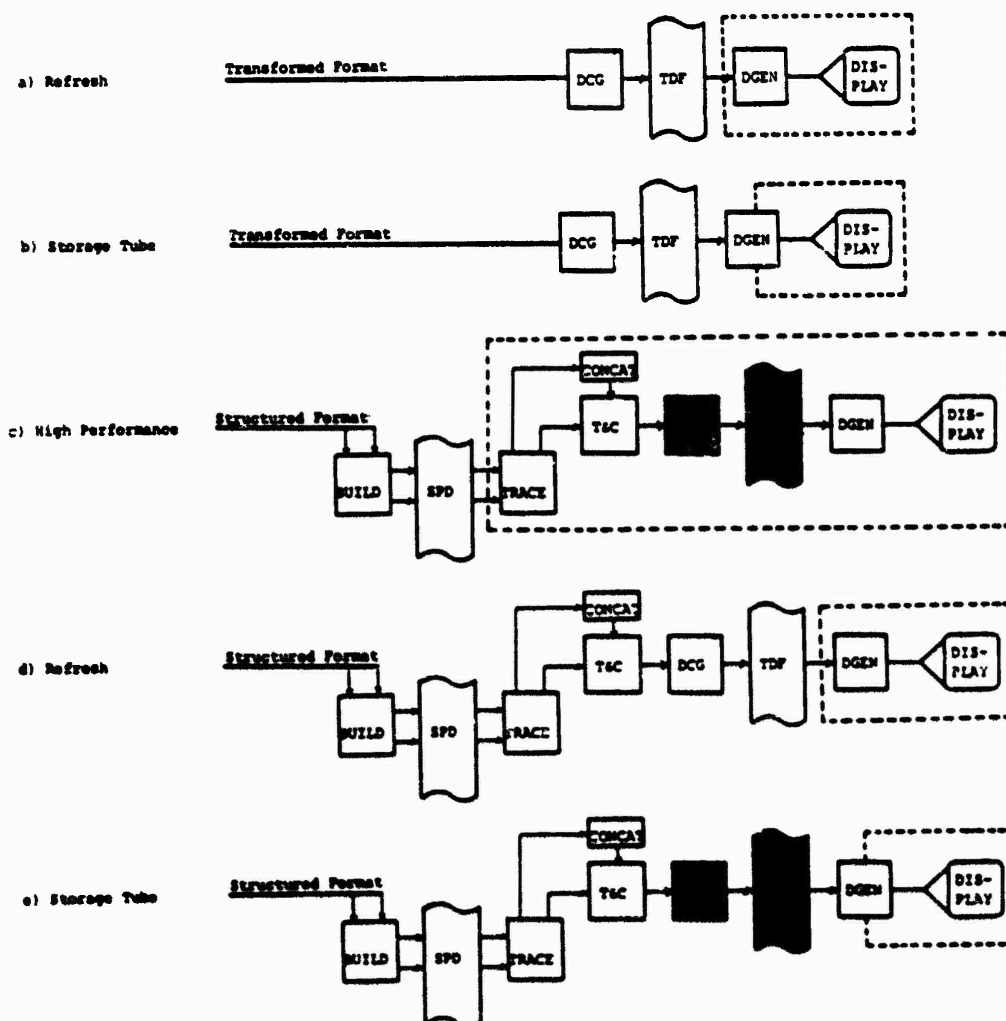 a) Refresh
Transformed Format
DCG
TDF
DGEN
DIS-
PLAY
b) Storage Tube
Transformed Format
DCG
TDF
DGEN
DIS-
PLAY
c) High Performance
Structured Format
BUILD
SPD
TRACE
CONCAT
T&C
DGEN
DIS-
PLAY
d) Refresh
Structured Format
BUILD
SPD
TRACE
CONCAT
T&C
DCG
TDF
DGEN
DIS-
PLAY
e) Storage Tube
Structured Format
BUILD
SPD
TRACE
CONCAT
T&C
DGEN
DIS-
PLAY